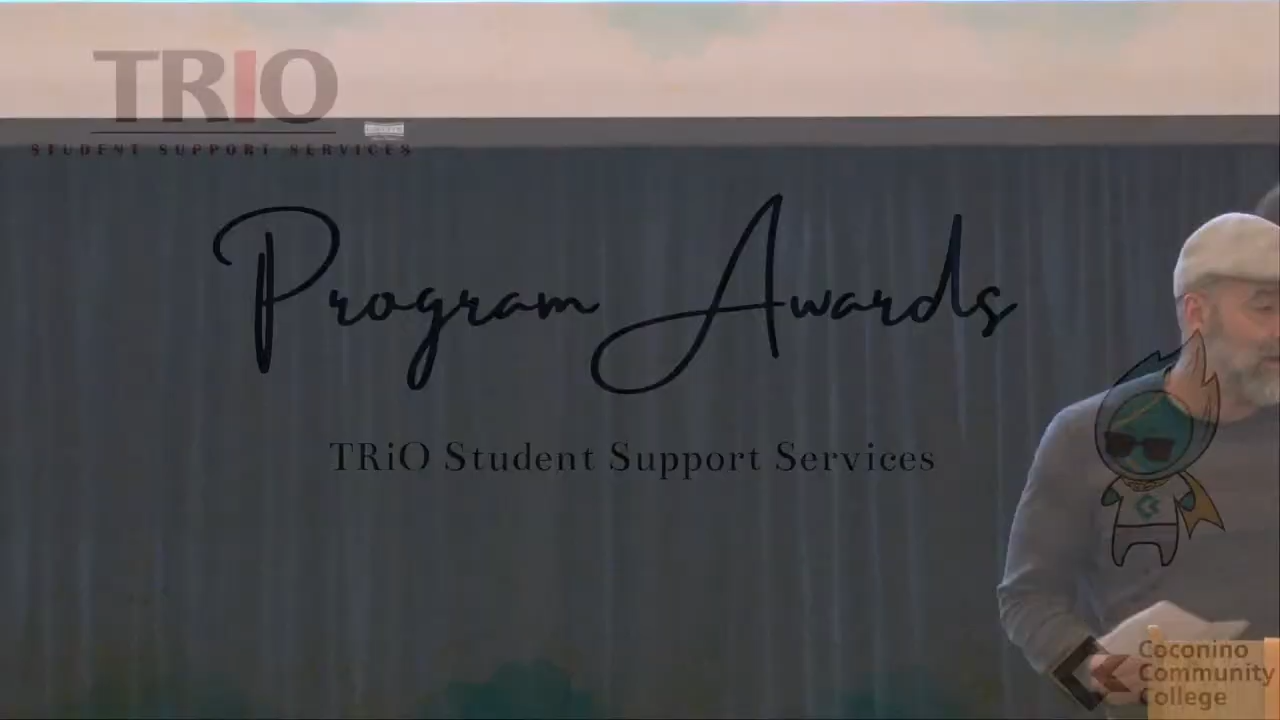 TRIO
STUDENT SUPPORT SERVICES
Program Awards
TRiO Student Support Services
Coconino
Community
College